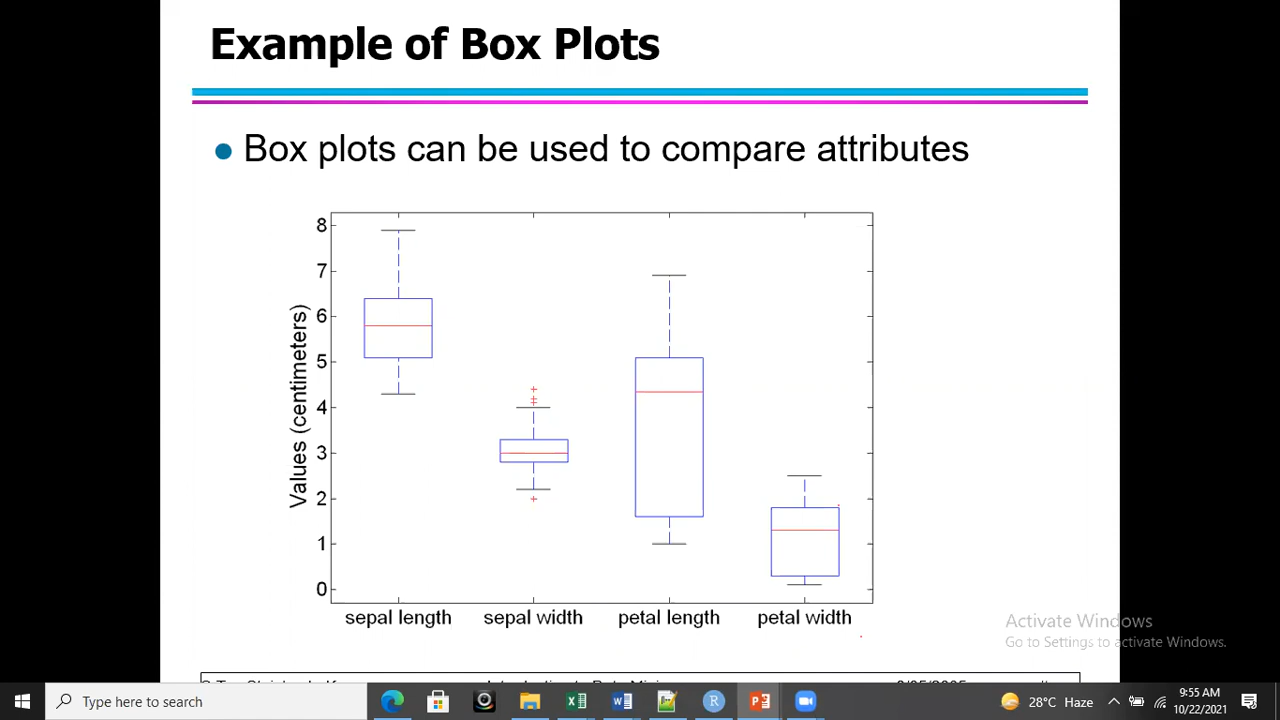 Example of Box Plots
Box plots can be used to compare attributes
Values (centimeters)
8
7
6
5
4
3
2
1
0
sepal length sepal width petal length petal width
Activate Windows
Go to Settings to activate Windows.
Type here to search
28°C Haze
9:55 AM
10/22/2021